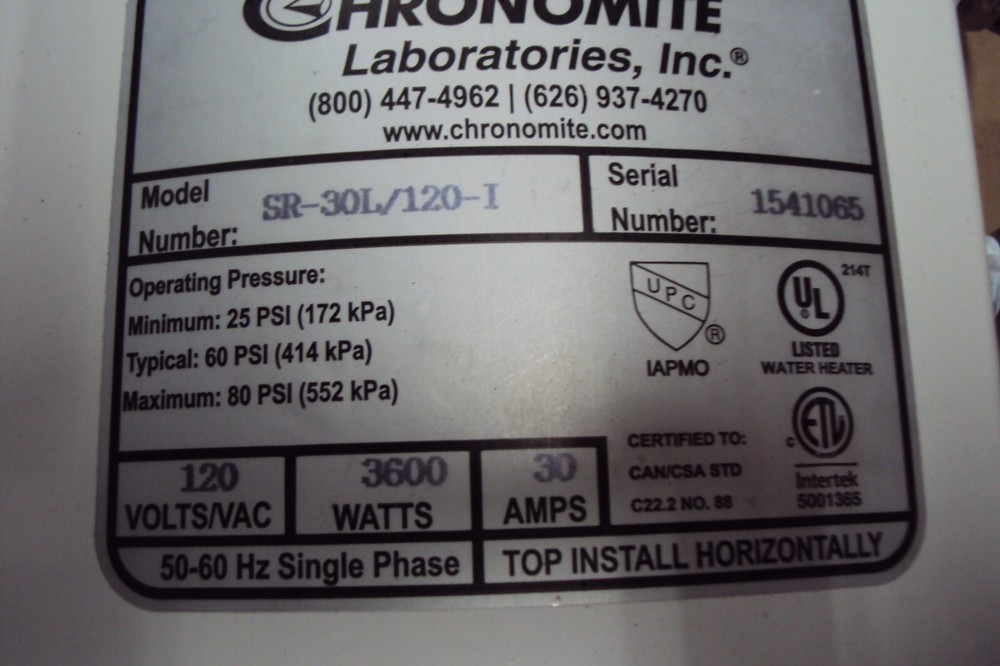 CHRONOMITE
Laboratories, Inc.®
(800) 447-4962 | (626) 937-4270
www.chronomite.com
Model Number: SR-30L/120-I
Serial Number: 1541065
Operating Pressure:
Minimum: 25 PSI (172 kPa)
Typical: 60 PSI (414 kPa)
Maximum: 80 PSI (552 kPa)
UPC ®
IAPMO
UL ® 214T
LISTED
WATER HEATER
CERTIFIED TO:
CAN/CSA STD
C22.2 NO. 88
C ETL
Intertek
5001365
120
VOLTS/VAC
3600
WATTS
30
AMPS
50-60 Hz Single Phase
TOP INSTALL HORIZONTALLY